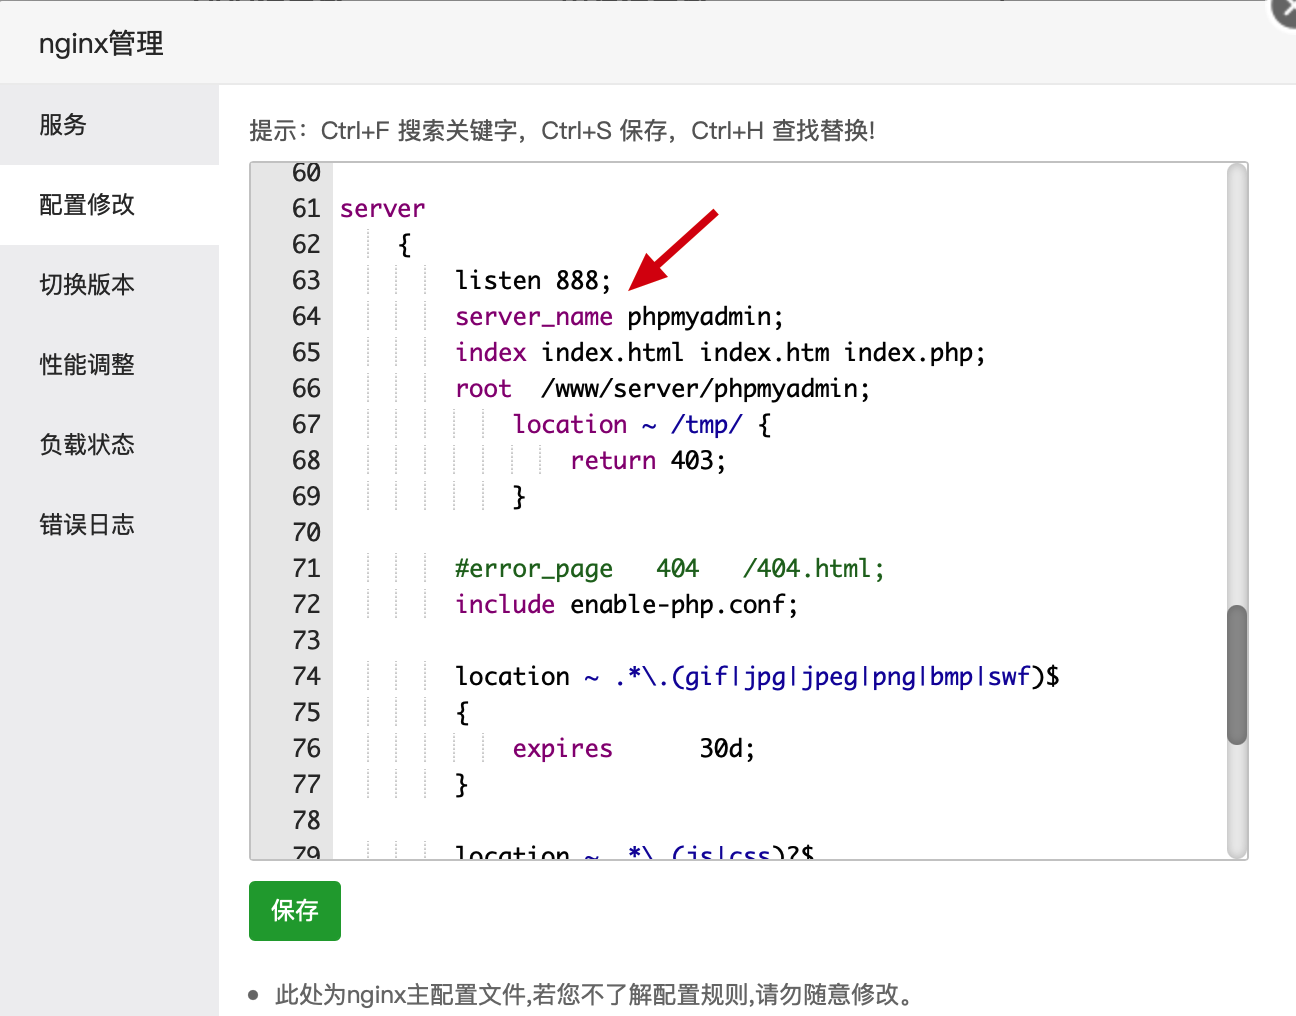 nginx管理
服务
配置修改
切换版本
性能调整
负载状态
错误日志
提示：Ctrl+F 搜索关键字，Ctrl+S 保存，Ctrl+H 查找替换!
60
61 server
62 {
63 listen 888;
64 server_name phpmyadmin;
65 index index.html index.htm index.php;
66 root  /www/server/phpmyadmin;
67 location ~ /tmp/ {
68 return 403;
69 }
70
71 #error_page   404   /404.html;
72 include enable-php.conf;
73
74 location ~ .*\.(gif|jpg|jpeg|png|bmp|swf)$
75 {
76 expires      30d;
77 }
78
79 location ~ .*\.(js|css)?$
保存
此处为nginx主配置文件,若您不了解配置规则,请勿随意修改。